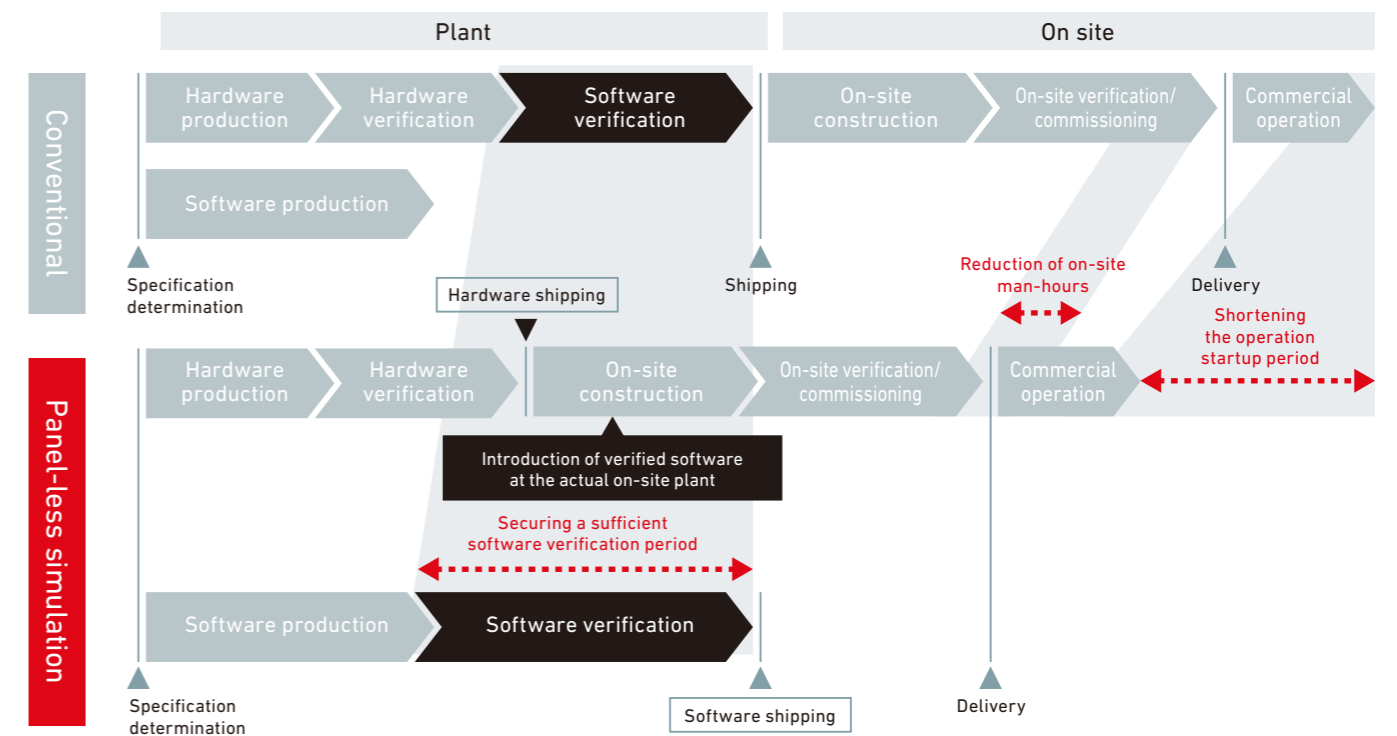 Plant
On site
Conventional
Hardware
production
Hardware
verification
Software
verification
On-site
construction
On-site verification/
commissioning
Commercial
operation
Software production
Specification
determination
Shipping
Delivery
Hardware shipping
Reduction of on-site
man-hours
Shortening
the operation
startup period
Panel-less simulation
Hardware
production
Hardware
verification
On-site
construction
On-site verification/
commissioning
Commercial
operation
Introduction of verified software
at the actual on-site plant
Securing a sufficient
software verification period
Software production
Software verification
Specification
determination
Software shipping
Delivery